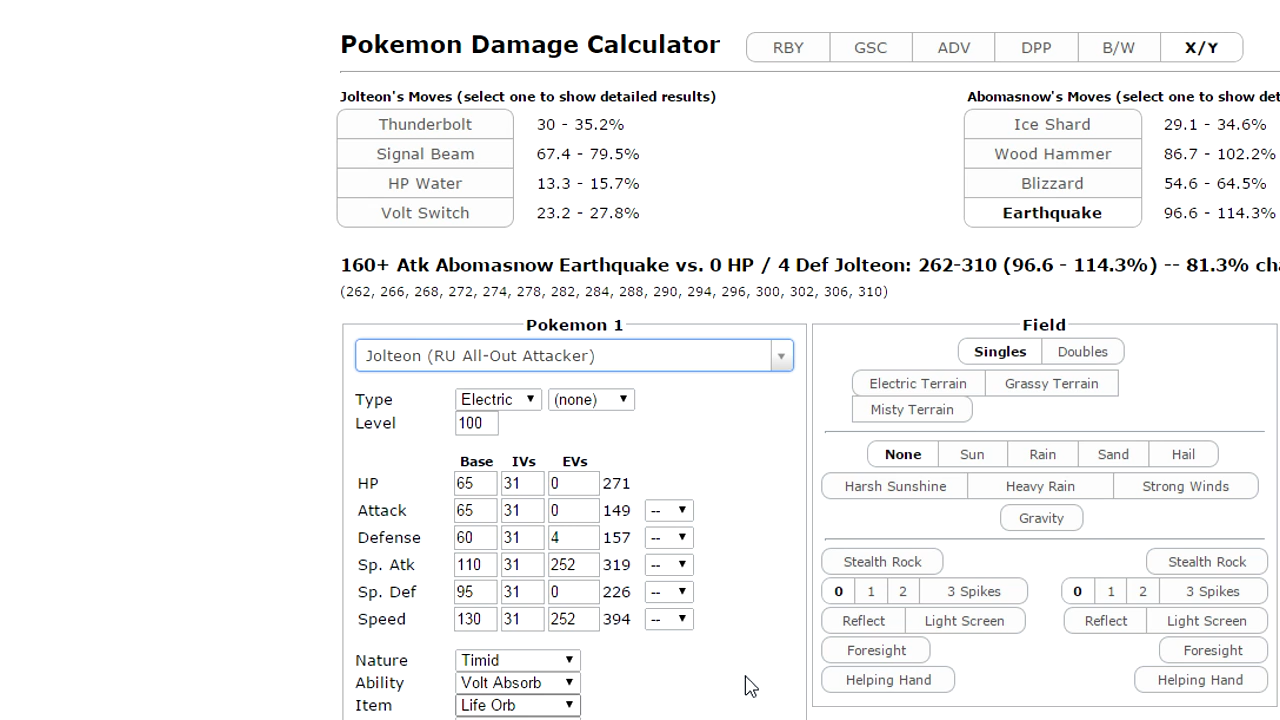 Pokemon Damage Calculator RBY GSC ADV DPP B/W X/Y
Jolteon's Moves (select one to show detailed results)
Thunderbolt 30 - 35.2%
Signal Beam 67.4 - 79.5%
HP Water 13.3 - 15.7%
Volt Switch 23.2 - 27.8%
Abomasnow's Moves (select one to show det
Ice Shard 29.1 - 34.6%
Wood Hammer 86.7 - 102.2%
Blizzard 54.6 - 64.5%
Earthquake 96.6 - 114.3%
160+ Atk Abomasnow Earthquake vs. 0 HP / 4 Def Jolteon: 262-310 (96.6 - 114.3%) -- 81.3% cha
(262, 266, 268, 272, 274, 278, 282, 284, 288, 290, 294, 296, 300, 302, 306, 310)
Pokemon 1
Jolteon (RU All-Out Attacker)
Type Electric (none)
Level 100
Base IVs EVs
HP 65 31 0 271
Attack 65 31 0 149 --
Defense 60 31 4 157 --
Sp. Atk 110 31 252 319 --
Sp. Def 95 31 0 226 --
Speed 130 31 252 394 --
Nature Timid
Ability Volt Absorb
Item Life Orb
Field
Singles Doubles
Electric Terrain Grassy Terrain
Misty Terrain
None Sun Rain Sand Hail
Harsh Sunshine Heavy Rain Strong Winds
Gravity
Stealth Rock Stealth Rock
0 1 2 3 Spikes 0 1 2 3 Spikes
Reflect Light Screen Reflect Light Screen
Foresight Foresight
Helping Hand Helping Hand